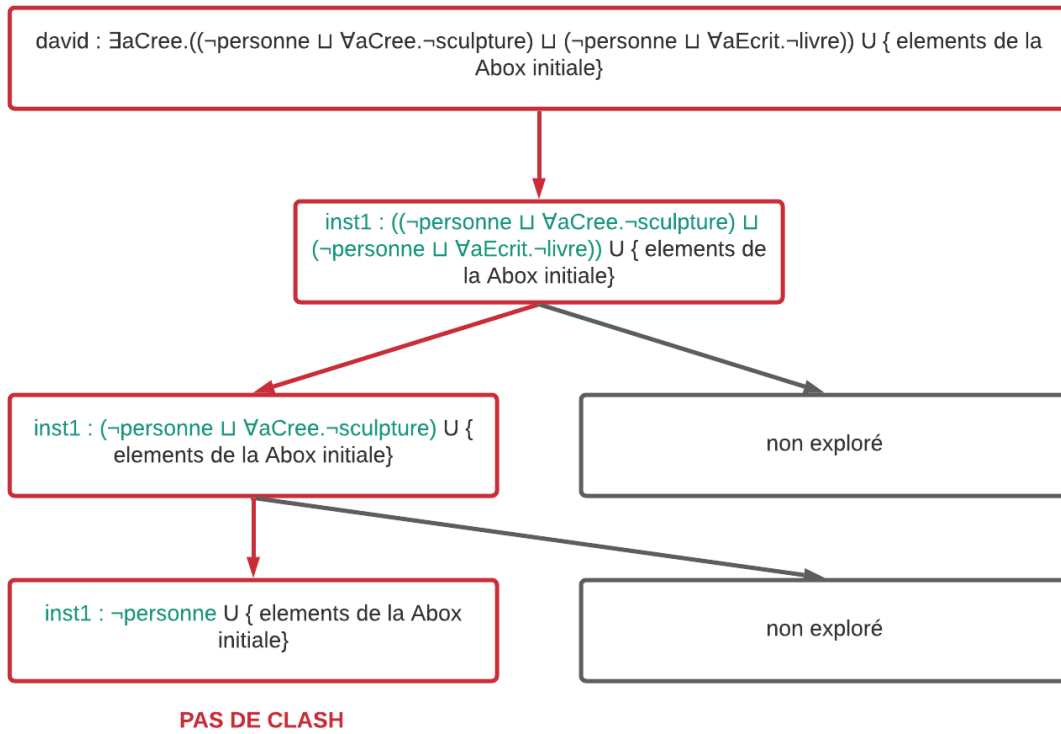 david : ∃aCree.((¬personne ⊔ ∀aCree.¬sculpture) ⊔ (¬personne ⊔ ∀aEcrit.¬livre)) U { elements de la
Abox initiale}
inst1 : ((¬personne ⊔ ∀aCree.¬sculpture) ⊔
(¬personne ⊔ ∀aEcrit.¬livre)) U { elements de
la Abox initiale}
inst1 : (¬personne ⊔ ∀aCree.¬sculpture) U {
elements de la Abox initiale}
non exploré
inst1 : ¬personne U { elements de la Abox
initiale}
non exploré
PAS DE CLASH